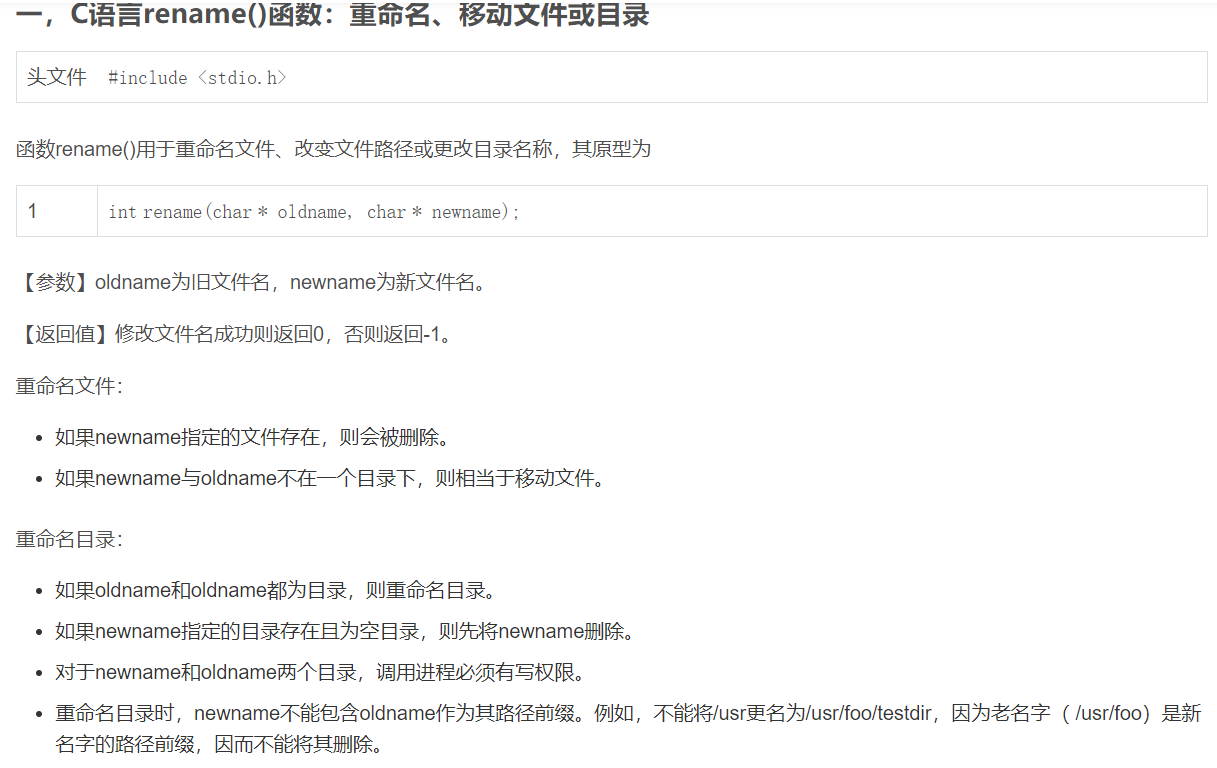 一，C语言rename()函数：重命名、移动文件或目录
头文件 #include <stdio.h>
函数rename()用于重命名文件、改变文件路径或更改目录名称，其原型为
1 int rename(char * oldname, char * newname);
【参数】oldname为旧文件名，newname为新文件名。
【返回值】修改文件名成功则返回0，否则返回-1。
重命名文件：
• 如果newname指定的文件存在，则会被删除。
• 如果newname与oldname不在一个目录下，则相当于移动文件。
重命名目录：
• 如果oldname和oldname都为目录，则重命名目录。
• 如果newname指定的目录存在且为空目录，则先将newname删除。
• 对于newname和oldname两个目录，调用进程必须有写权限。
• 重命名目录时，newname不能包含oldname作为其路径前缀。例如，不能将/usr更名为/usr/foo/testdir，因为老名字（ /usr/foo）是新
名字的路径前缀，因而不能将其删除。